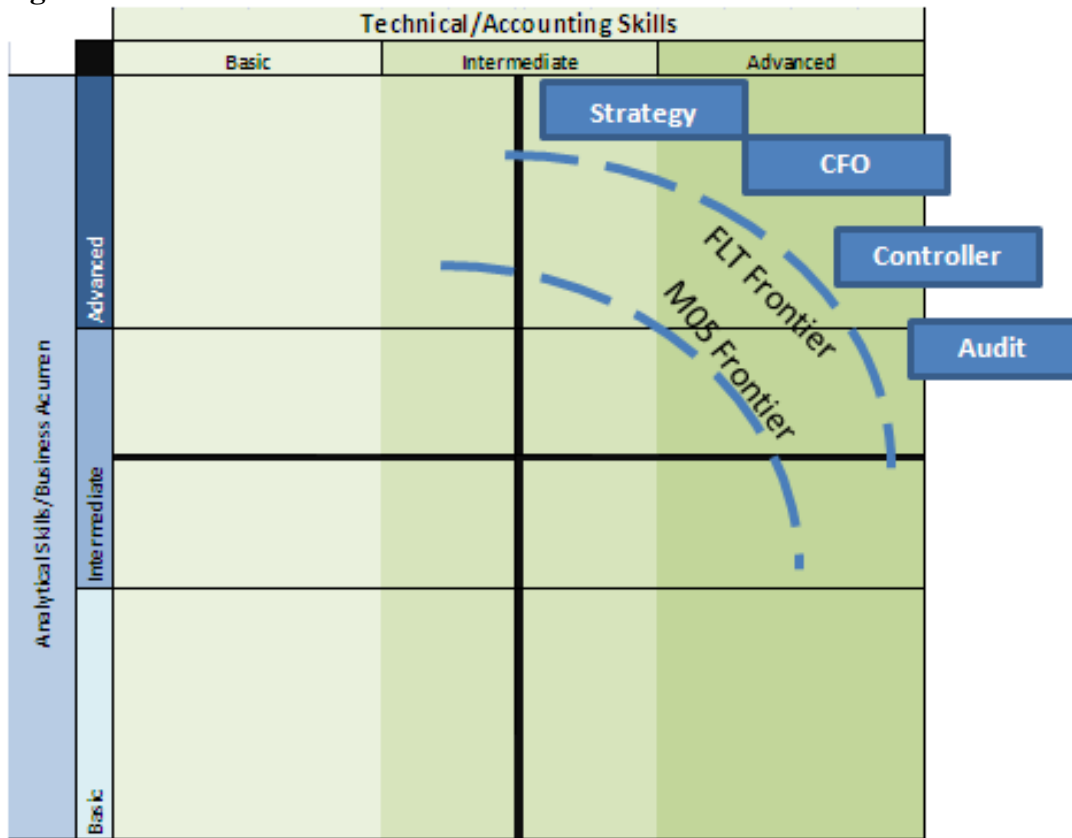 Technical/Accounting Skills
Basic
Intermediate
Advanced
Strategy
CFO
Controller
Audit
FLT Frontier
M05 Frontier
Analytical Skills/Business Acumen
Advanced
Intermediate
Basic